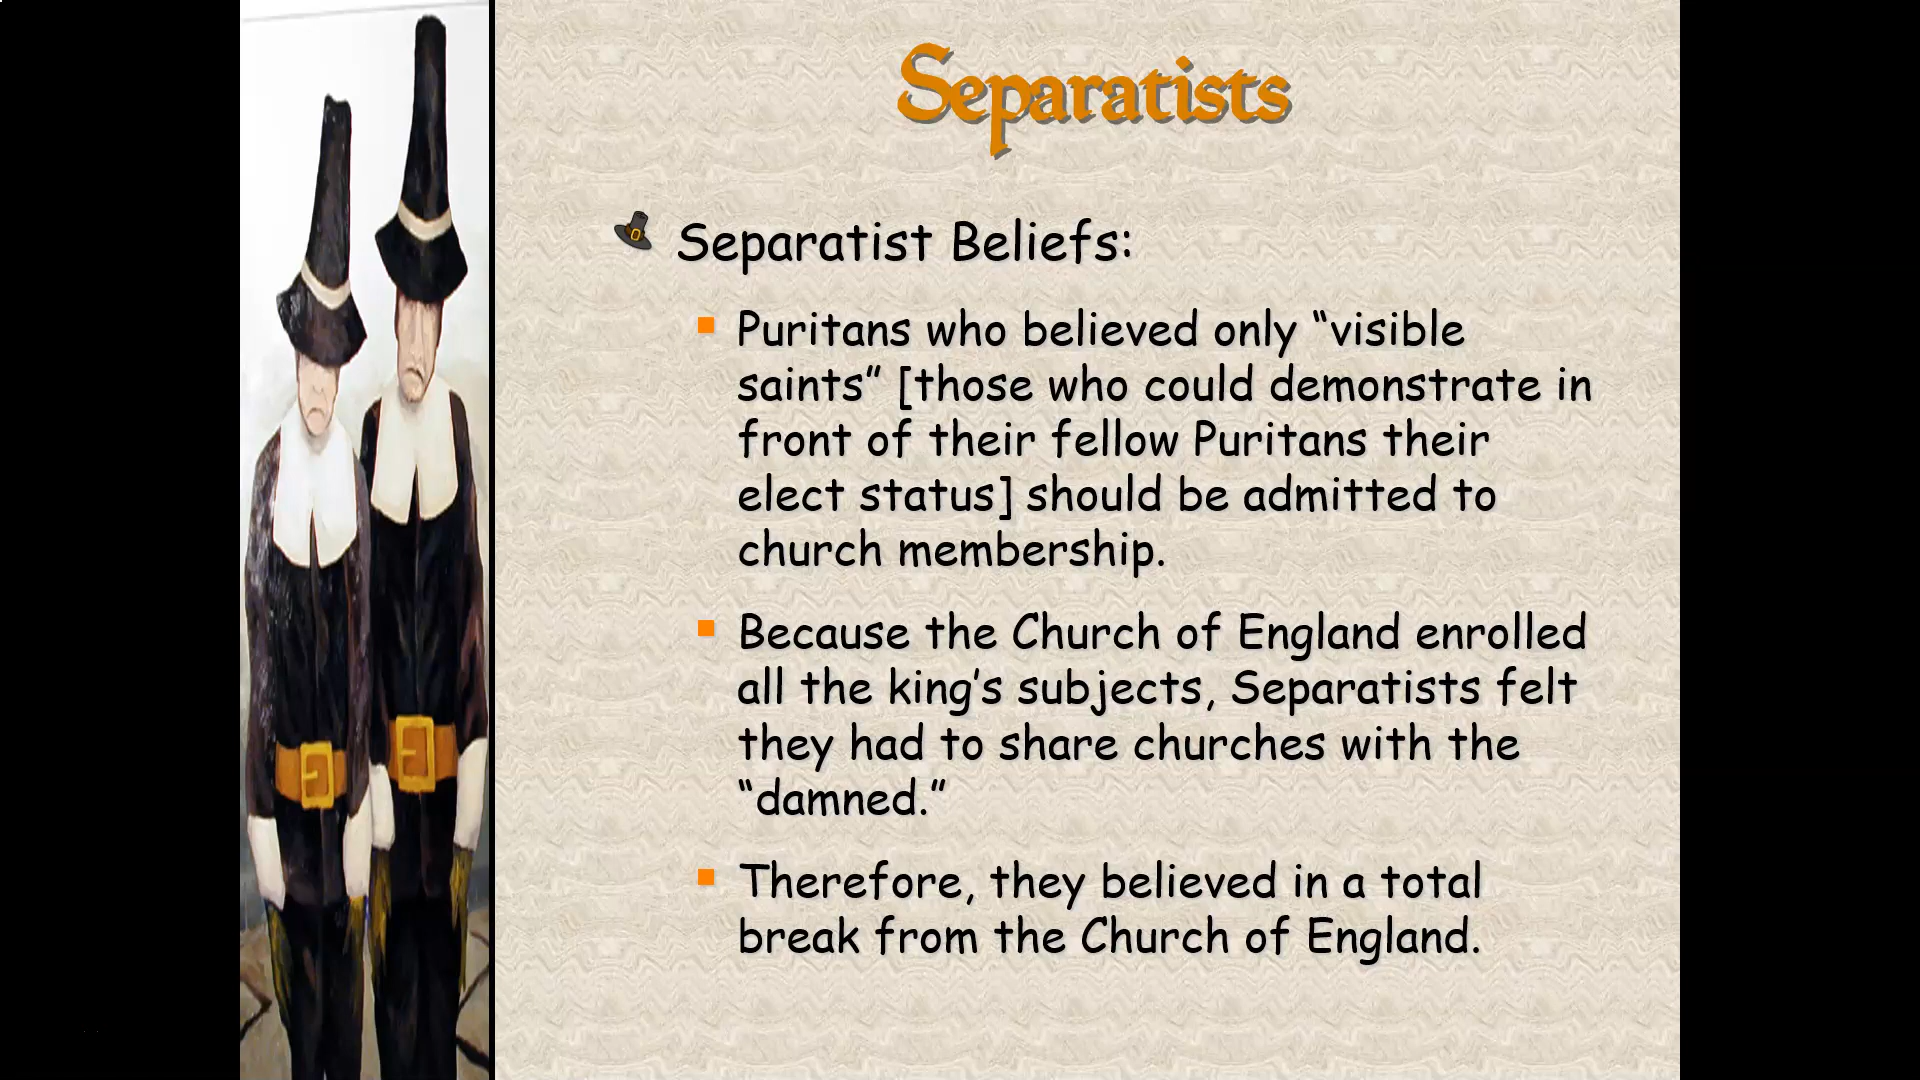 Separatists
Separatist Beliefs:
Puritans who believed only “visible
saints” [those who could demonstrate in
front of their fellow Puritans their
elect status] should be admitted to
church membership.
Because the Church of England enrolled
all the king’s subjects, Separatists felt
they had to share churches with the
“damned.”
Therefore, they believed in a total
break from the Church of England.